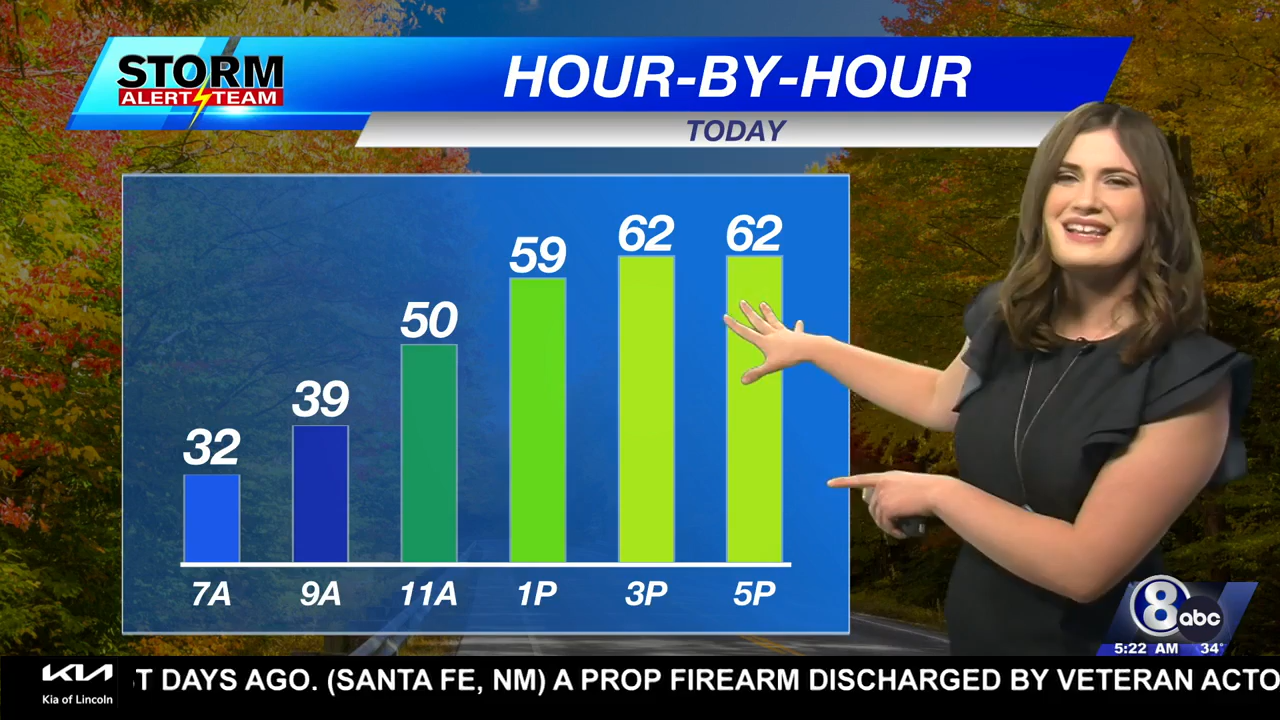 STORM
ALERT TEAM
HOUR-BY-HOUR
TODAY
32 39 50 59 62 62
7A 9A 11A 1P 3P 5P
8 abc
5:22 AM 34°
KIA
Kia of Lincoln
T DAYS AGO. (SANTA FE, NM) A PROP FIREARM DISCHARGED BY VETERAN ACTO